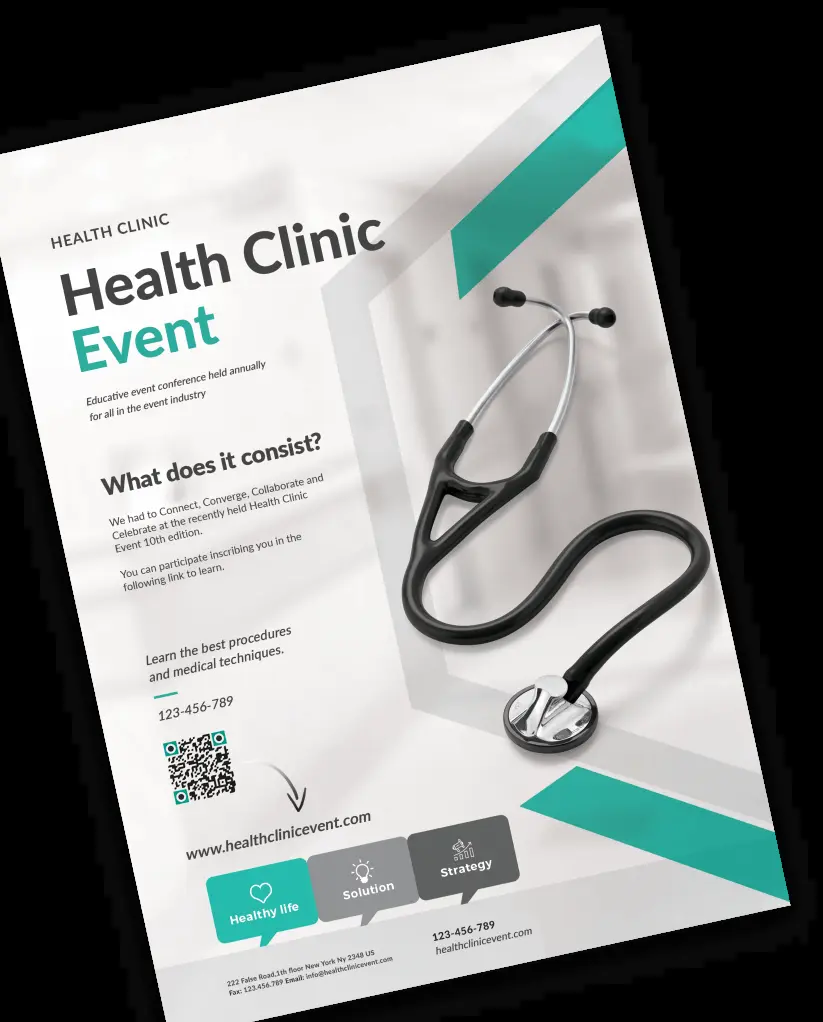 HEALTH CLINIC
Health Clinic
Event
Educative event conference held annually
for all in the event industry
What does it consist?
We had to Connect, Converge, Collaborate and
Celebrate at the recently held Health Clinic
Event 10th edition.
You can participate inscribing you in the
following link to learn.
Learn the best procedures
and medical techniques.
123-456-789
www.healthclinicevent.com
Healthy life
Solution
Strategy
222 False Road,1th floor New York Ny 2348 US
Fax: 123.456.789 Email: info@healthclinicevent.com
123-456-789
healthclinicevent.com